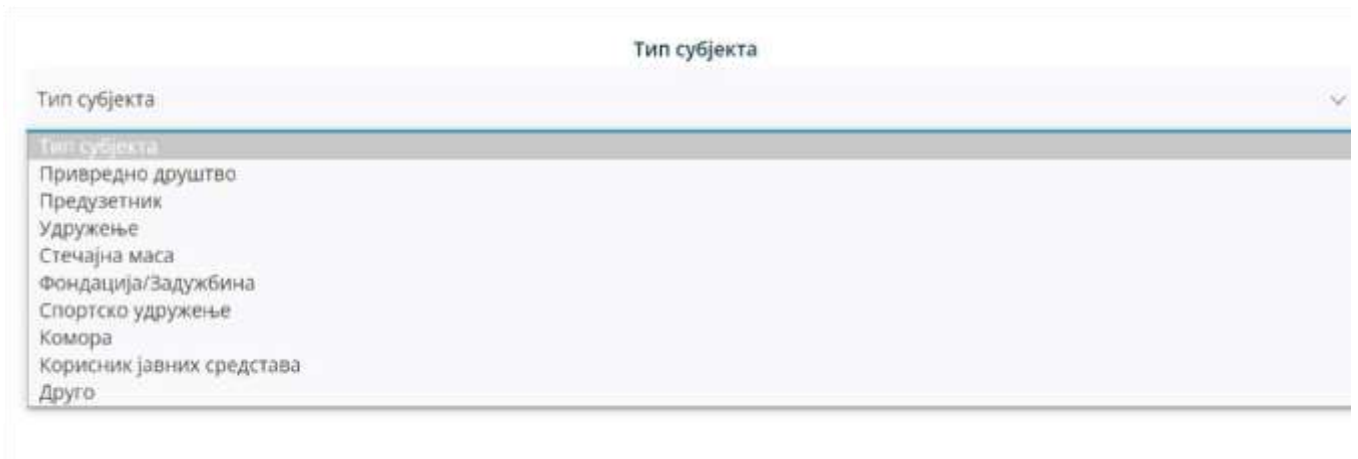 Тип субјекта
Тип субјекта
Тип субјекта
Привредно друштво
Предузетник
Удружење
Стечајна маса
Фондација/Задужбина
Спортско удружење
Комора
Корисник јавних средстава
Друго